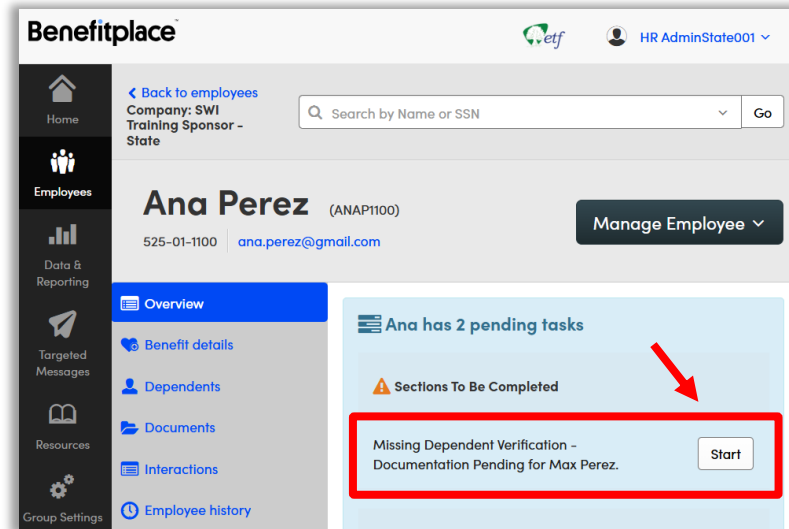 Benefitplace
etf
HR AdminState001
Home
Employees
Data &
Reporting
Targeted
Messages
Resources
Group Settings
Back to employees
Company: SWI
Training Sponsor -
State
Search by Name or SSN
Go
Ana Perez (ANAP1100)
525-01-1100 ana.perez@gmail.com
Manage Employee
Overview
Benefit details
Dependents
Documents
Interactions
Employee history
Ana has 2 pending tasks
Sections To Be Completed
Missing Dependent Verification -
Documentation Pending for Max Perez.
Start